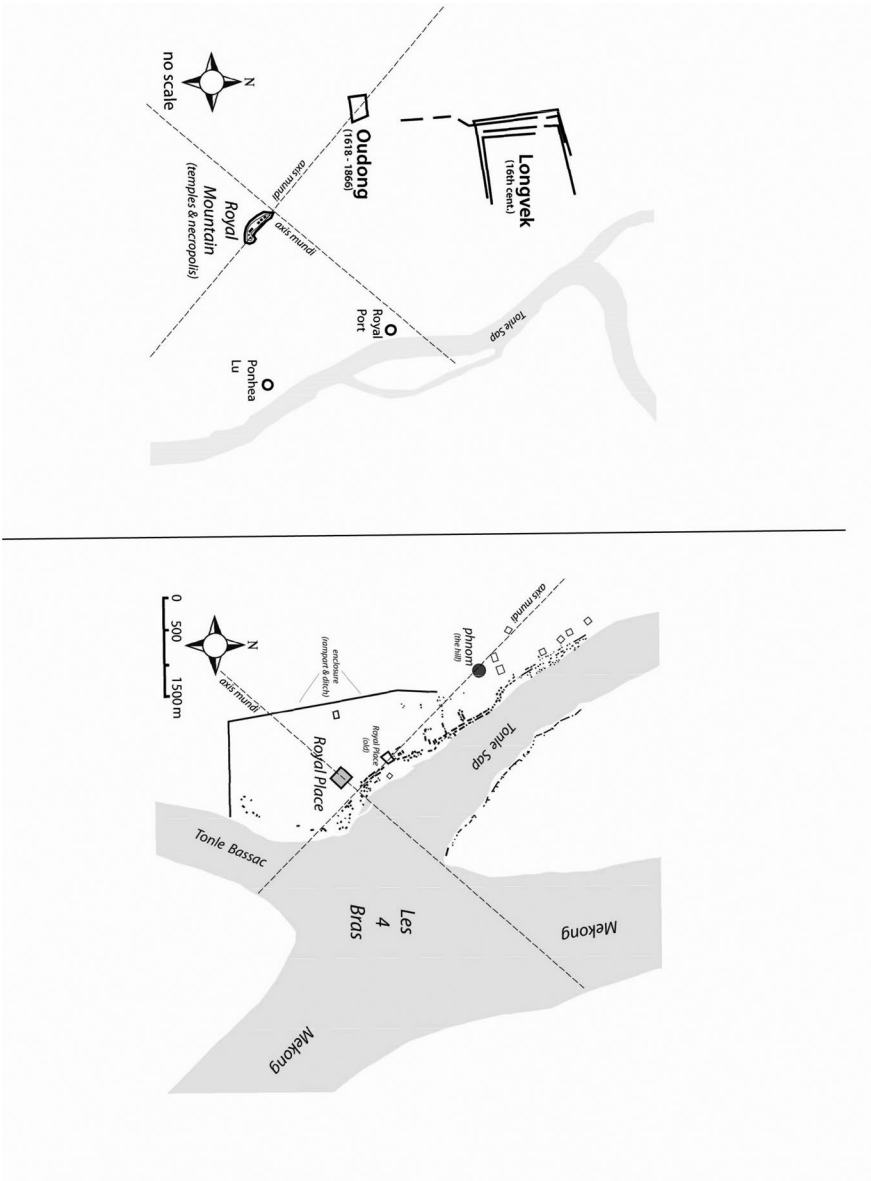 N
no scale
Oudong
(1618 - 1866)
Longvek
(16th cent.)
axis mundi
axis mundi
Royal
Mountain
(temples & necropolis)
Royal
Port
Ponhea
Lu
Tonle Sap
0
500
1500 m
N
axis mundi
enclosure
(rampart & ditch)
phnom
(the hill)
axis mundi
Royal Place
(old)
Royal Place
Tonle Sap
Tonle Bassac
Les
4
Bras
Mekong
Mekong